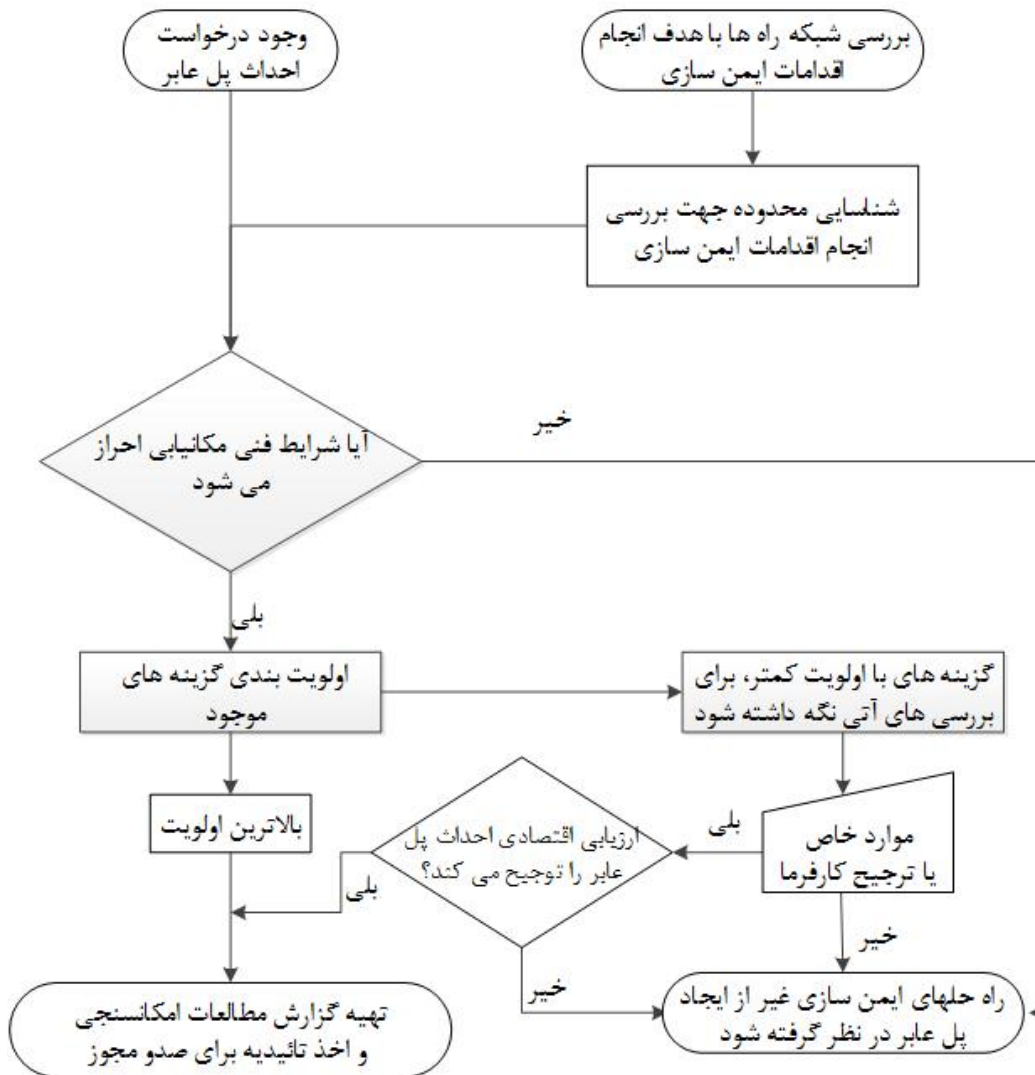 وجود درخواست
احداث پل عابر
بررسی شبکه راه ها با هدف انجام
اقدامات ایمن سازی
شناسایی محدوده جهت بررسی
انجام اقدامات ایمن سازی
آیا شرایط فنی مکانیابی احراز
می شود
خیر
بلی
اولویت بندی گزینه های
موجود
گزینه های با اولویت کمتر، برای
بررسی های آتی نگه داشته شود
بالاترین اولویت
موارد خاص
یا ترجیح کارفرما
بلی
ارزیابی اقتصادی احداث پل
عابر را توجیح می کند؟
بلی
خیر
خیر
تهیه گزارش مطالعات امکانسنجی
و اخذ تائیدیه برای صدو مجوز
راه حلهای ایمن سازی غیر از ایجاد
پل عابر در نظر گرفته شود